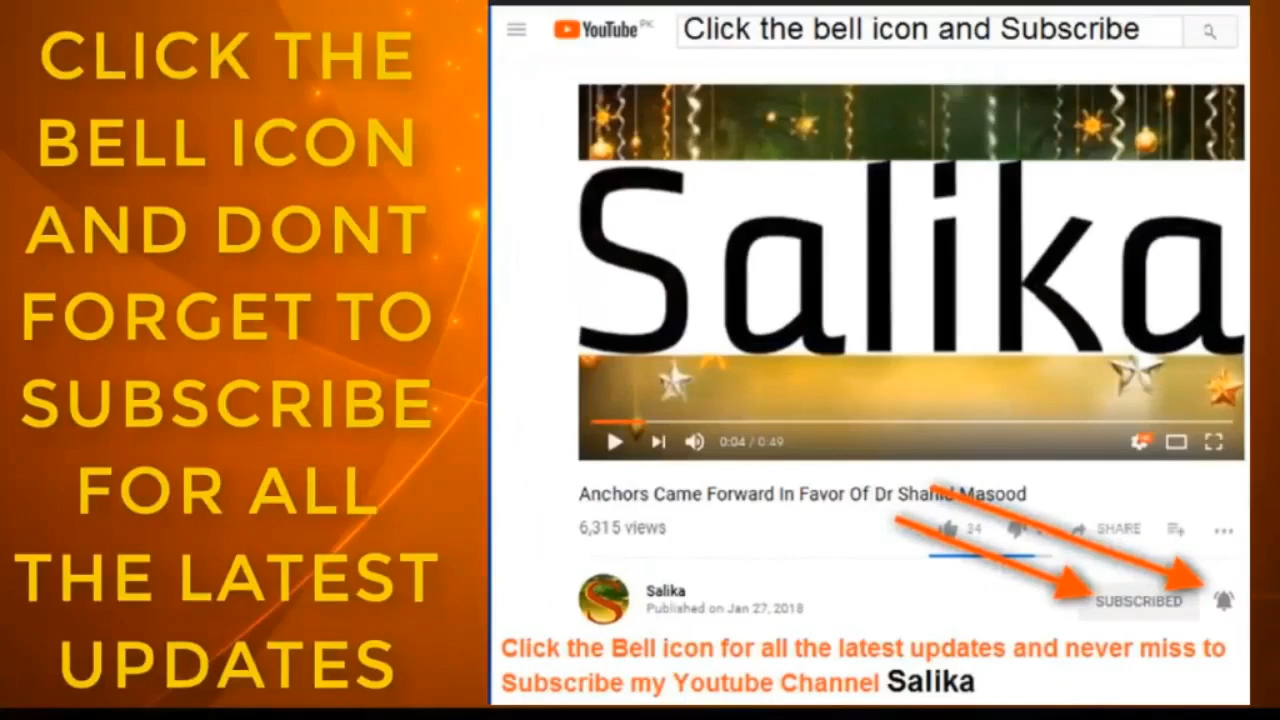 CLICK THE
BELL ICON
AND DONT
FORGET TO
SUBSCRIBE
FOR ALL
THE LATEST
UPDATES
YouTube PK
Click the bell icon and Subscribe
Salika
0:04 / 0:49
Anchors Came Forward In Favor Of Dr Shahid Masood
6,315 views
34
SHARE
Salika
Published on Jan 27, 2018
SUBSCRIBED
Click the Bell icon for all the latest updates and never miss to
Subscribe my Youtube Channel Salika